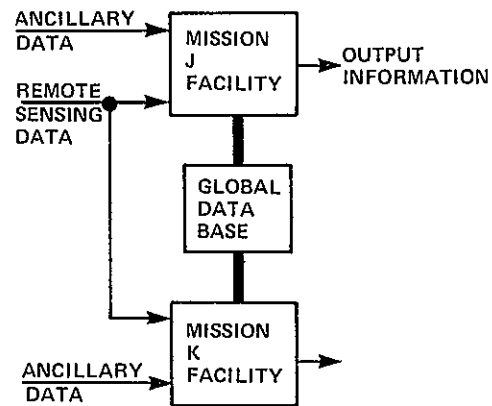 ANCILLARY
DATA
MISSION
J
FACILITY
OUTPUT
INFORMATION
REMOTE
SENSING
DATA
GLOBAL
DATA
BASE
MISSION
K
FACILITY
ANCILLARY
DATA